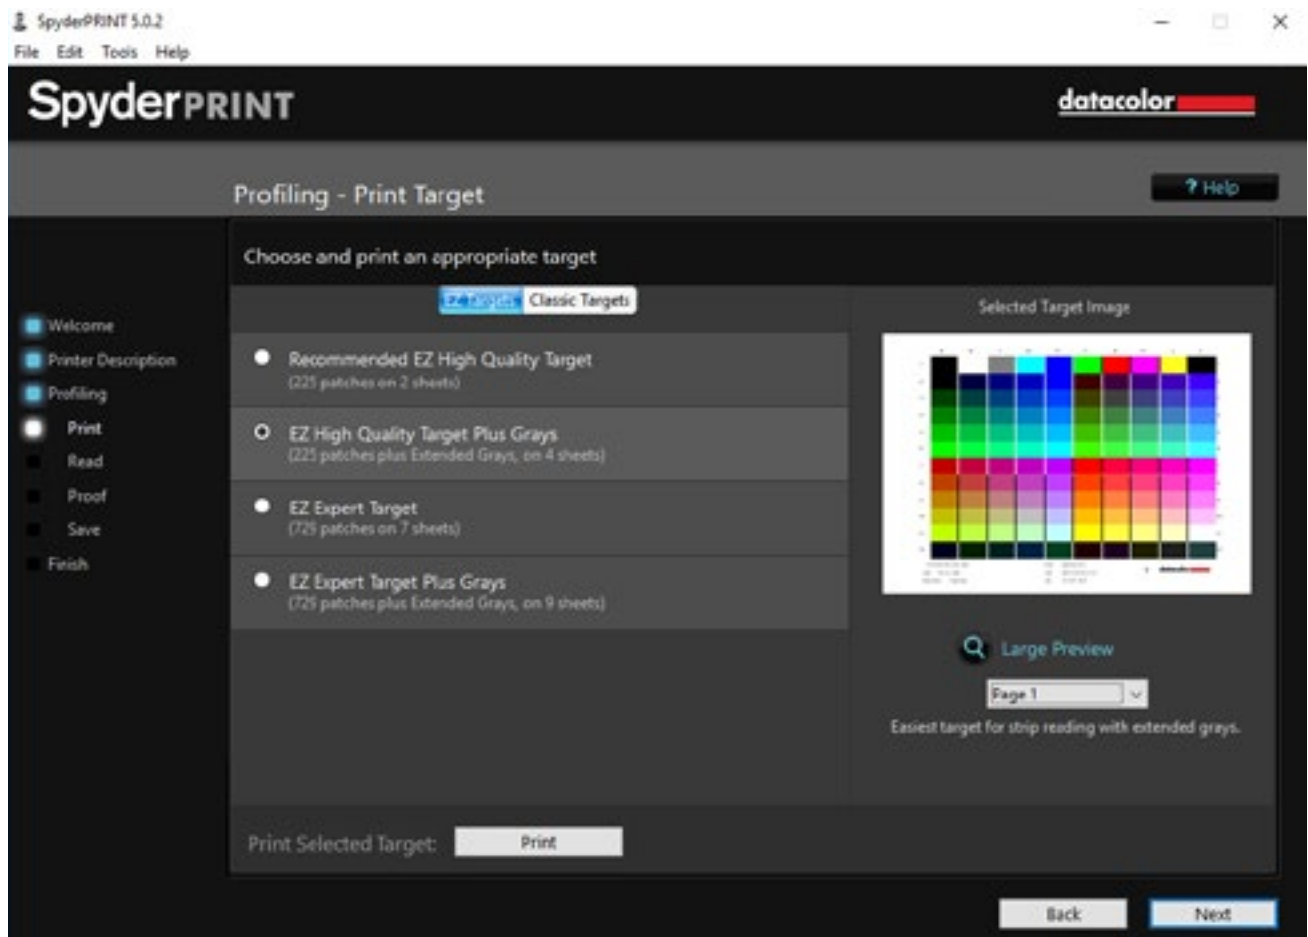 SpyderPRINT 5.0.2
File Edit Tools Help
SpyderPRINT
datacolor
Profiling - Print Target
? Help
Choose and print an appropriate target
EZ Targets Classic Targets
Selected Target Image
Welcome
Printer Description
Profiling
Print
Read
Proof
Save
Finish
Recommended EZ High Quality Target
(225 patches on 2 sheets)
EZ High Quality Target Plus Grays
(225 patches plus Extended Grays, on 4 sheets)
EZ Expert Target
(729 patches on 7 sheets)
EZ Expert Target Plus Grays
(729 patches plus Extended Grays, on 9 sheets)
datacolor
Large Preview
Page 1
Easiest target for strip reading with extended grays.
Print Selected Target: Print
Back Next